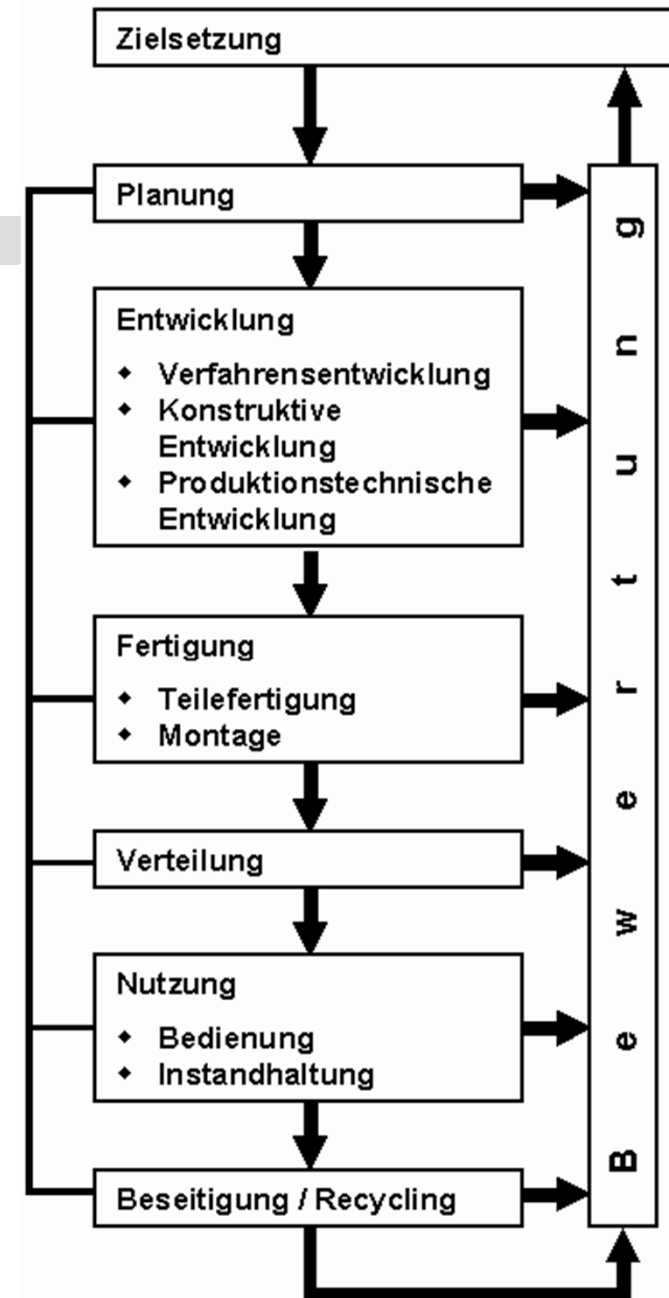 Zielsetzung
Planung
Entwicklung
◆ Verfahrensentwicklung
◆ Konstruktive
Entwicklung
◆ Produktionstechnische
Entwicklung
Fertigung
◆ Teilefertigung
◆ Montage
Verteilung
Nutzung
◆ Bedienung
◆ Instandhaltung
Beseitigung / Recycling
Bewertung